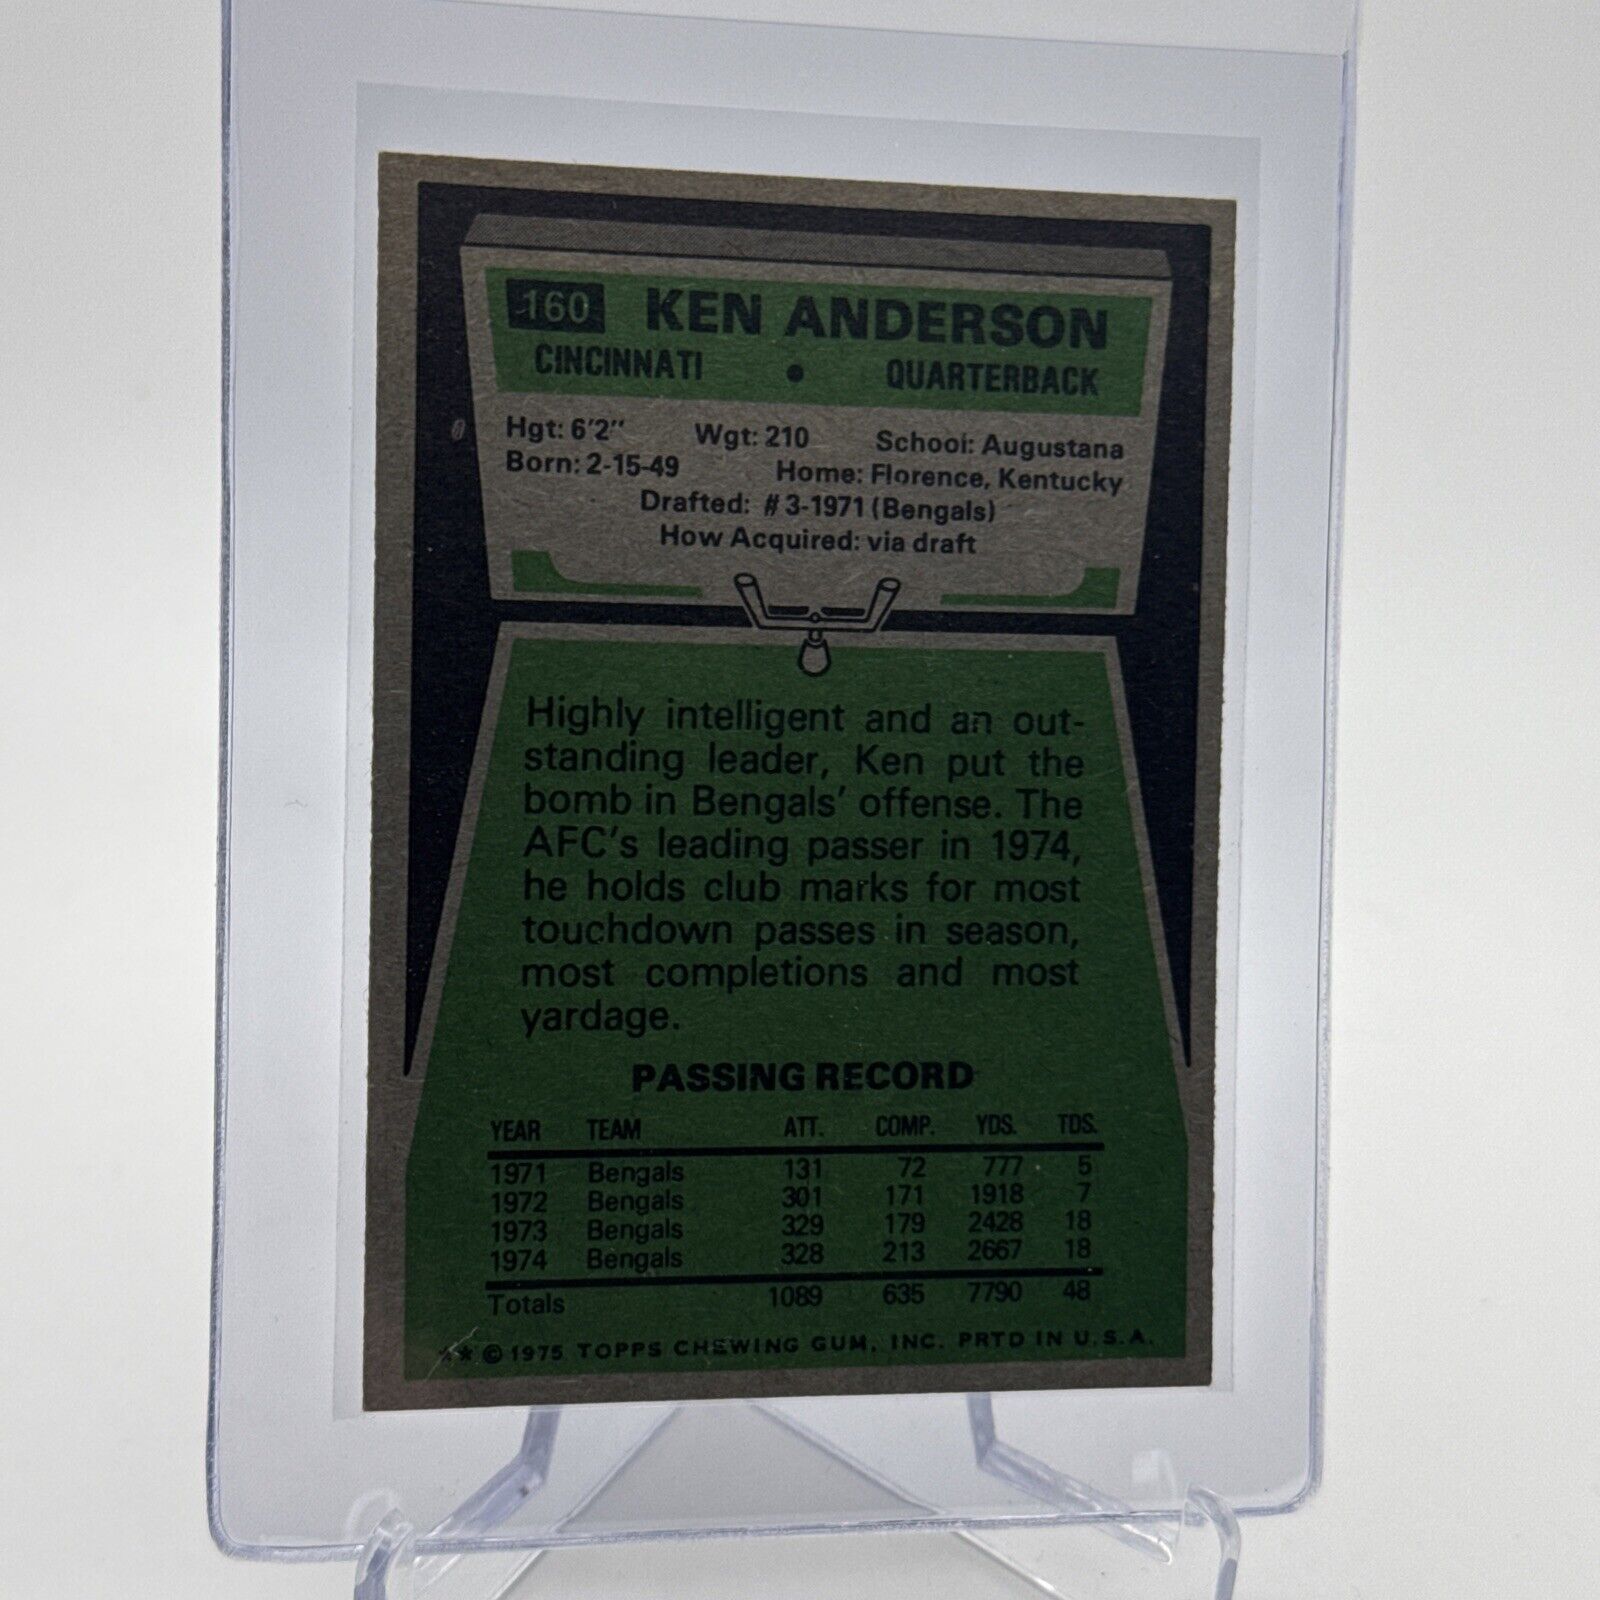 160 KEN ANDERSON
CINCINNATI • QUARTERBACK
Hgt: 6'2" Wgt: 210 School: Augustana
Born: 2-15-49 Home: Florence, Kentucky
Drafted: #3-1971 (Bengals)
How Acquired: via draft
Highly intelligent and an out-
standing leader, Ken put the
bomb in Bengals' offense. The
AFC's leading passer in 1974,
he holds club marks for most
touchdown passes in season,
most completions and most
yardage.
PASSING RECORD
YEAR TEAM ATT. COMP. YDS. TDS.
1971 Bengals 131 72 777 5
1972 Bengals 301 171 1918 7
1973 Bengals 329 179 2428 18
1974 Bengals 328 213 2667 18
Totals 1089 635 7790 48
** © 1975 TOPPS CHEWING GUM, INC. PRTD IN U.S.A.